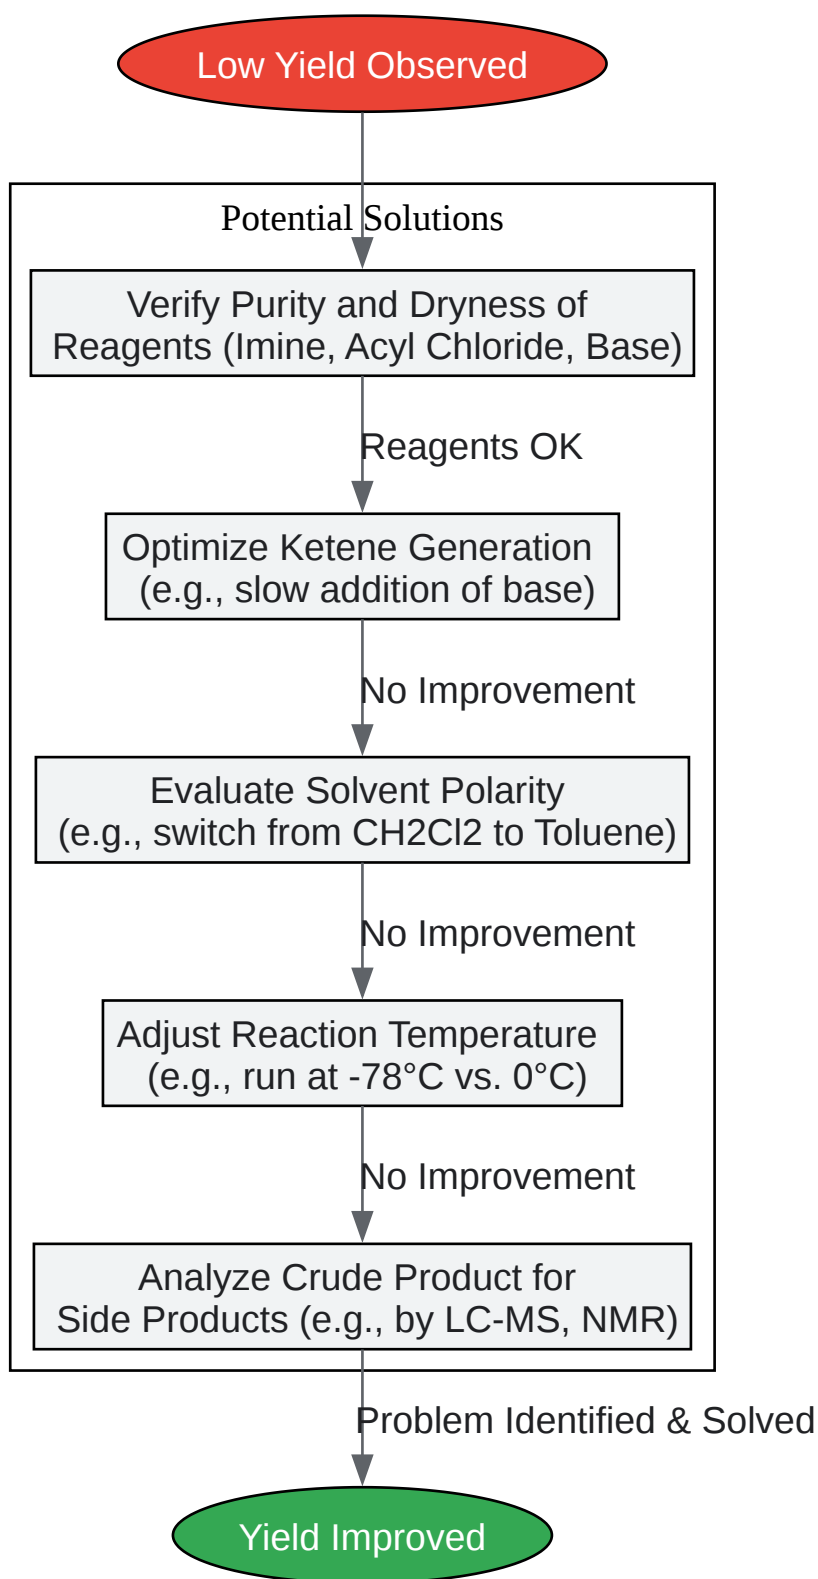 Low Yield Observed
Potential Solutions
Verify Purity and Dryness of
Reagents (Imine, Acyl Chloride, Base)
Reagents OK
Optimize Ketene Generation
(e.g., slow addition of base)
No Improvement
Evaluate Solvent Polarity
(e.g., switch from CH2Cl2 to Toluene)
No Improvement
Adjust Reaction Temperature
(e.g., run at -78°C vs. 0°C)
No Improvement
Analyze Crude Product for
Side Products (e.g., by LC-MS, NMR)
Problem Identified & Solved
Yield Improved